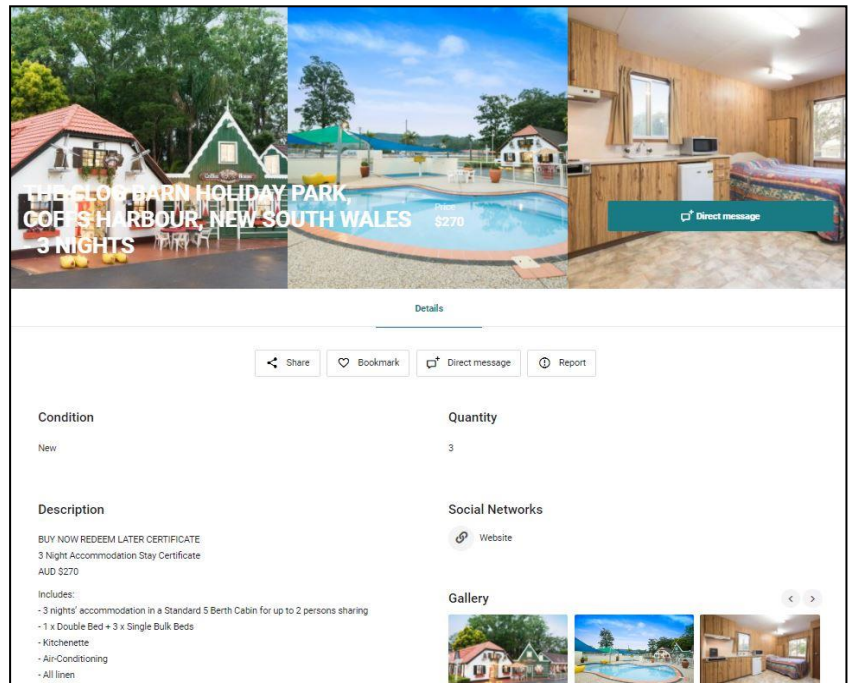 THE CLOG BARN HOLIDAY PARK,
COFFS HARBOUR, NEW SOUTH WALES
- 3 NIGHTS
Price
$270
Direct message
Details
Share
Bookmark
Direct message
Report
Condition
New
Quantity
3
Description
BUY NOW REDEEM LATER CERTIFICATE
3 Night Accommodation Stay Certificate
AUD $270
Includes:
- 3 nights' accommodation in a Standard 5 Berth Cabin for up to 2 persons sharing
- 1 x Double Bed + 3 x Single Bulk Beds
- Kitchenette
- Air-Conditioning
- All linen
Social Networks
Website
Gallery